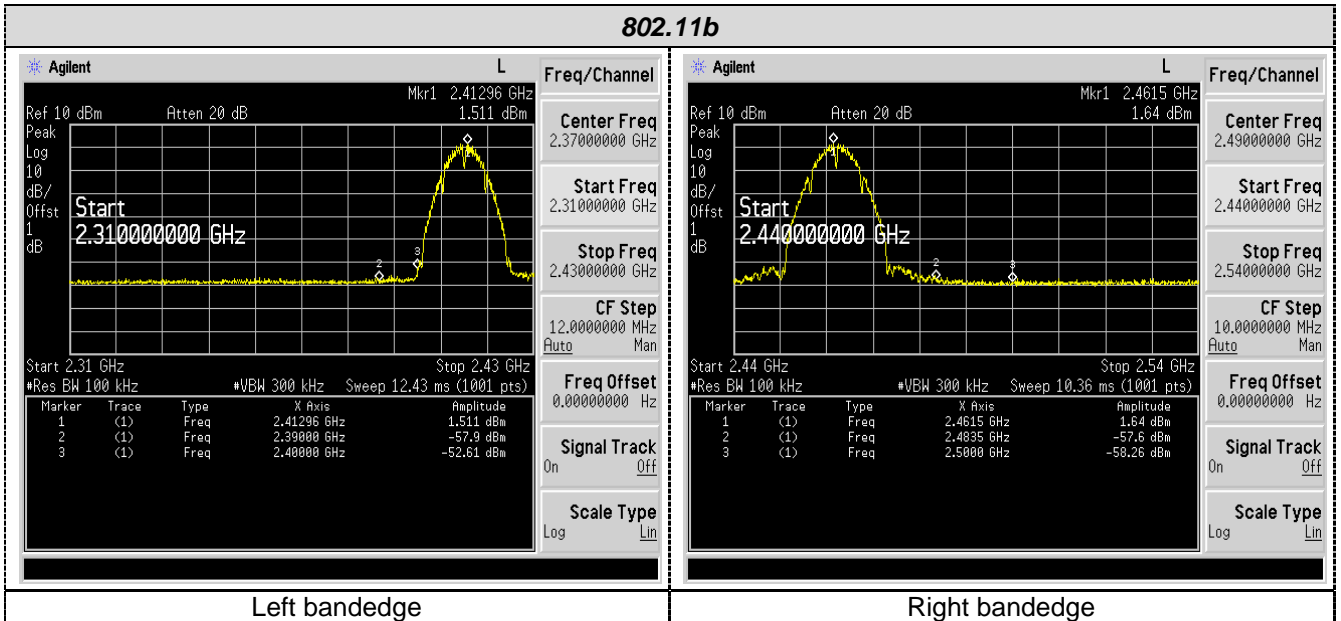 802.11b
Agilent L
Mkr1 2.41296 GHz
Ref 10 dBm Atten 20 dB 1.511 dBm
Peak
Log
10
dB/
Offst
1
dB
Start
2.310000000 GHz
1
2
3
Start 2.31 GHz Stop 2.43 GHz
#Res BW 100 kHz #VBW 300 kHz Sweep 12.43 ms (1001 pts)
Marker Trace Type X Axis Amplitude
1 (1) Freq 2.41296 GHz 1.511 dBm
2 (1) Freq 2.39000 GHz -57.9 dBm
3 (1) Freq 2.40000 GHz -52.61 dBm
Freq/Channel
Center Freq
2.37000000 GHz
Start Freq
2.31000000 GHz
Stop Freq
2.43000000 GHz
CF Step
12.0000000 MHz
Auto Man
Freq Offset
0.00000000 Hz
Signal Track
On Off
Scale Type
Log Lin
Left bandedge
Agilent L
Mkr1 2.4615 GHz
Ref 10 dBm Atten 20 dB 1.64 dBm
Peak
Log
10
dB/
Offst
1
dB
Start
2.440000000 GHz
1
2
3
Start 2.44 GHz Stop 2.54 GHz
#Res BW 100 kHz #VBW 300 kHz Sweep 10.36 ms (1001 pts)
Marker Trace Type X Axis Amplitude
1 (1) Freq 2.4615 GHz 1.64 dBm
2 (1) Freq 2.4835 GHz -57.6 dBm
3 (1) Freq 2.5000 GHz -58.26 dBm
Freq/Channel
Center Freq
2.49000000 GHz
Start Freq
2.44000000 GHz
Stop Freq
2.54000000 GHz
CF Step
10.0000000 MHz
Auto Man
Freq Offset
0.00000000 Hz
Signal Track
On Off
Scale Type
Log Lin
Right bandedge